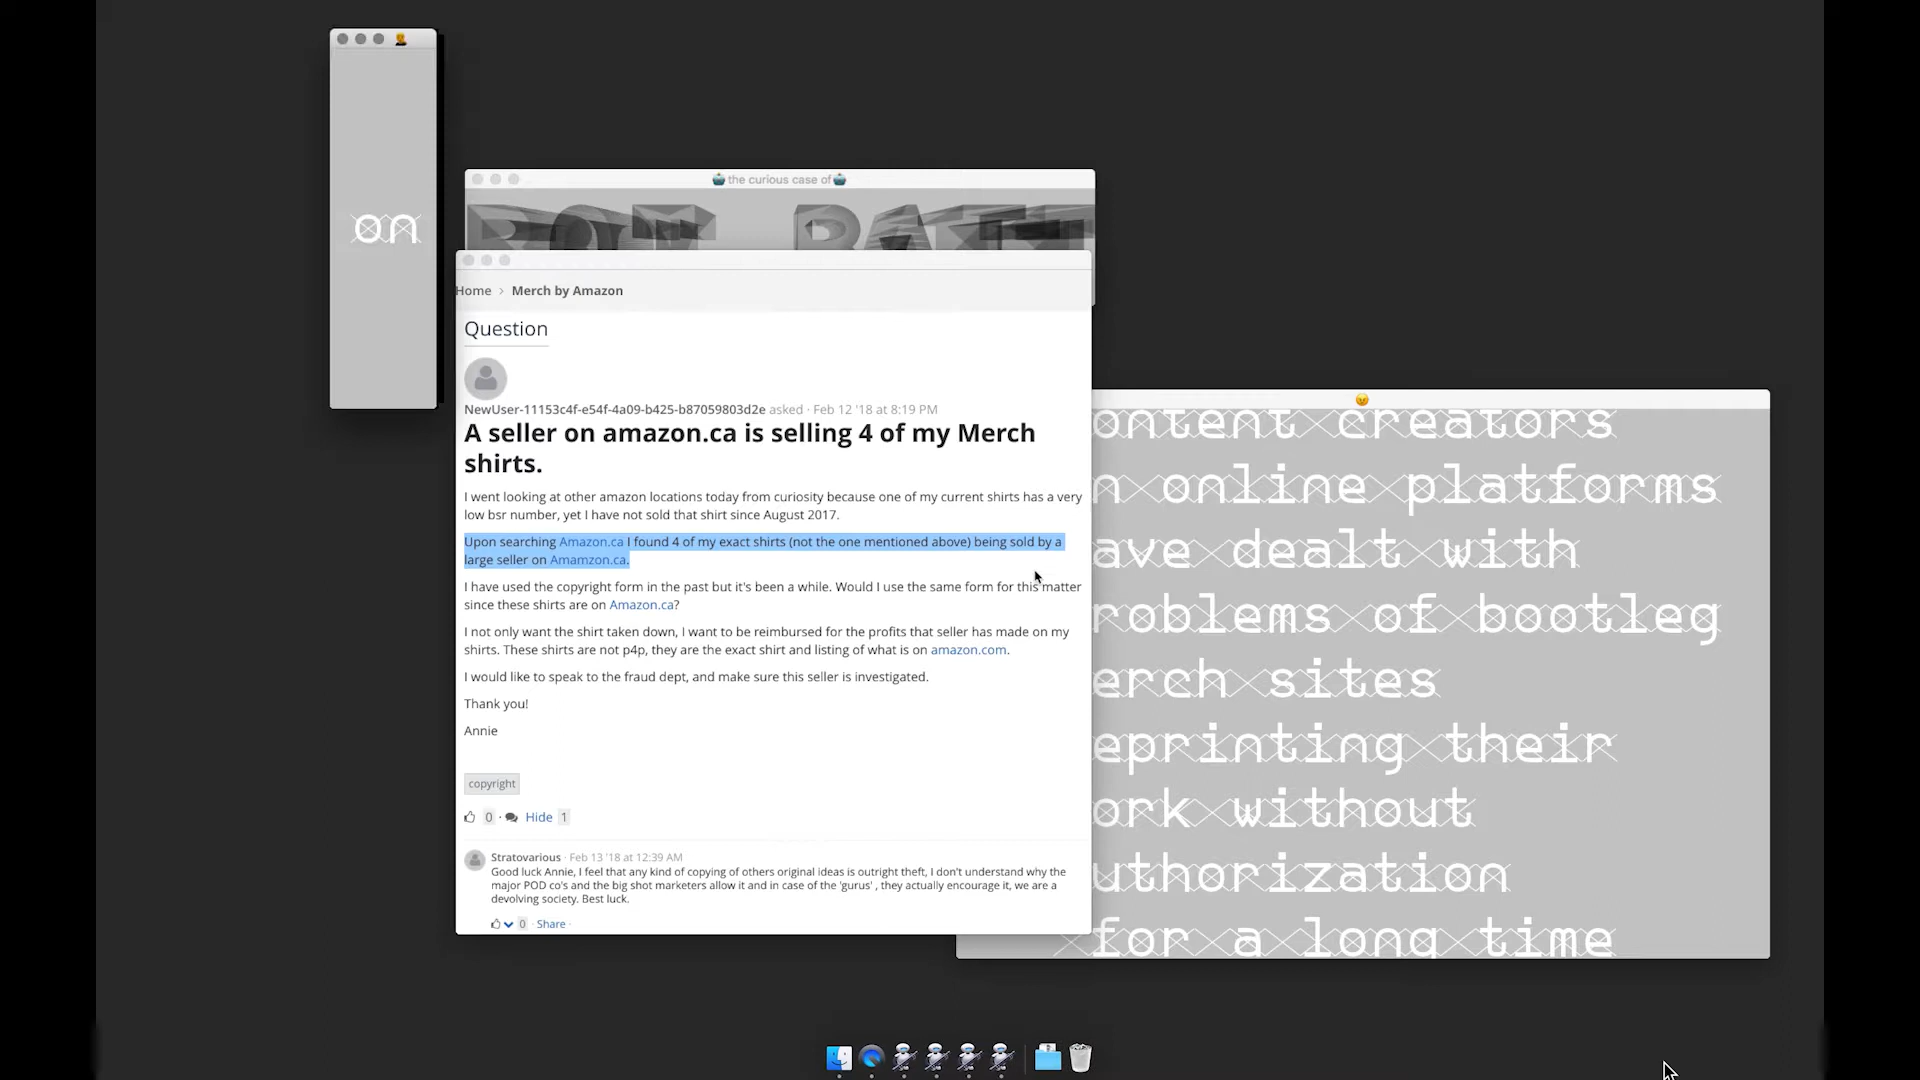 on
the curious case of
BOT BATT
Home > Merch by Amazon
Question
NewUser-11153c4f-e54f-4a09-b425-b87059803d2e asked · Feb 12 '18 at 8:19 PM
A seller on amazon.ca is selling 4 of my Merch
shirts.
I went looking at other amazon locations today from curiosity because one of my current shirts has a very
low bsr number, yet I have not sold that shirt since August 2017.
Upon searching Amazon.ca I found 4 of my exact shirts (not the one mentioned above) being sold by a
large seller on Amamzon.ca.
I have used the copyright form in the past but it's been a while. Would I use the same form for this matter
since these shirts are on Amazon.ca?
I not only want the shirt taken down, I want to be reimbursed for the profits that seller has made on my
shirts. These shirts are not p4p, they are the exact shirt and listing of what is on amazon.com.
I would like to speak to the fraud dept, and make sure this seller is investigated.
Thank you!
Annie
copyright
0 · Hide 1
Stratovarious · Feb 13 '18 at 12:39 AM
Good luck Annie, I feel that any kind of copying of others original ideas is outright theft, I don't understand why the
major POD co's and the big shot marketers allow it and in case of the 'gurus' , they actually encourage it, we are a
devolving society. Best luck.
0 · Share ·
ontent creators
n online platforms
ave dealt with
roblems of bootleg
erch sites
eprinting their
ork without
uthorization
for a long time